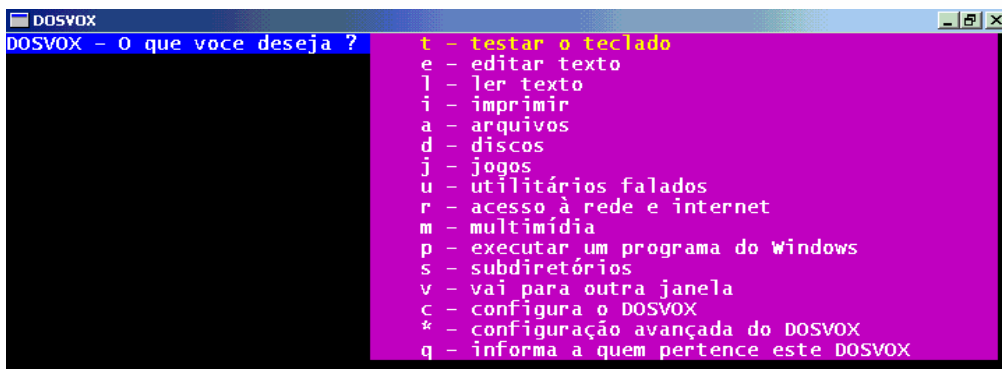 DOSVOX
DOSVOX - O que voce deseja ?
t - testar o teclado
e - editar texto
l - ler texto
i - imprimir
a - arquivos
d - discos
j - jogos
u - utilitários falados
r - acesso à rede e internet
m - multimídia
p - executar um programa do Windows
s - subdiretórios
v - vai para outra janela
c - configura o DOSVOX
* - configuração avançada do DOSVOX
q - informa a quem pertence este DOSVOX